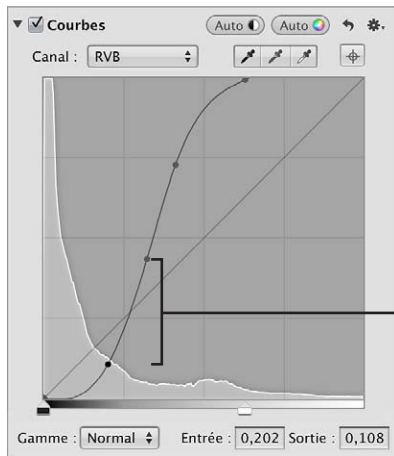 Courbes Auto Auto
Canal : RVB
Gamme : Normal Entrée : 0,202 Sortie : 0,108